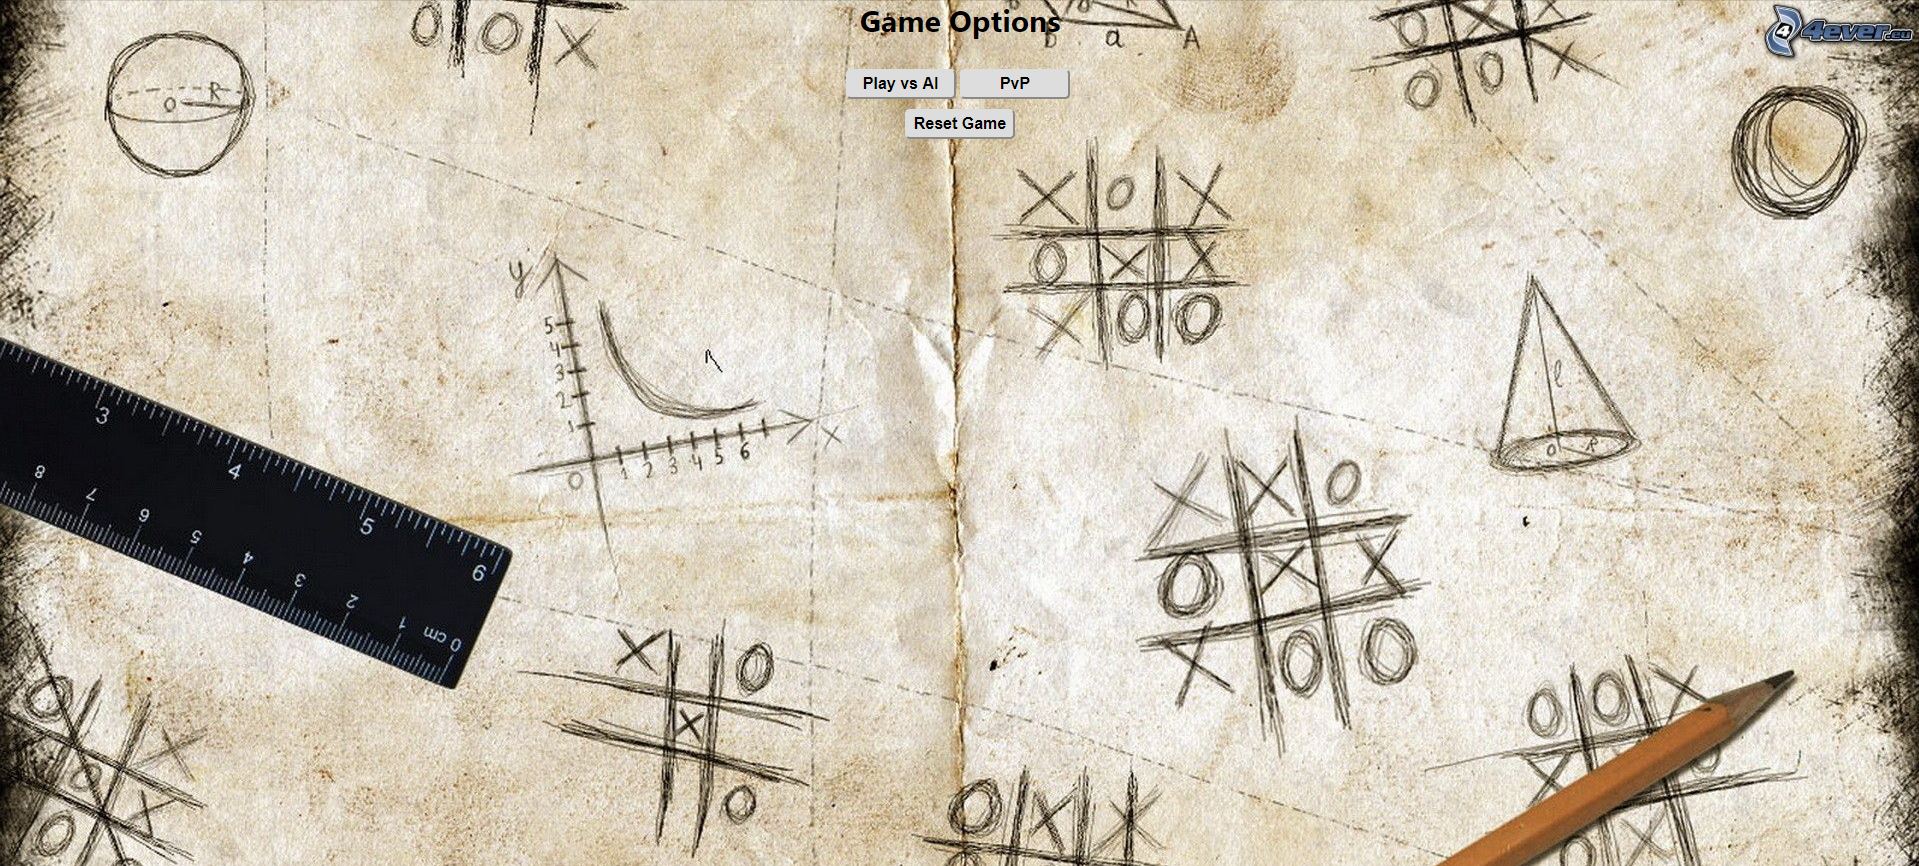 Game Options
Play vs AI PvP
Reset Game
4ever.eu
O X
B a A
R
O
X O X
O X X
X O O
y
5
4
3
2
1
0 1 2 3 4 5 6 x
l
O R
3 4 5 6
8 7 6 5 4 3 2 1 0 cm
X X O
O X X
X O O
X O
X
O
O O X
X
O X X